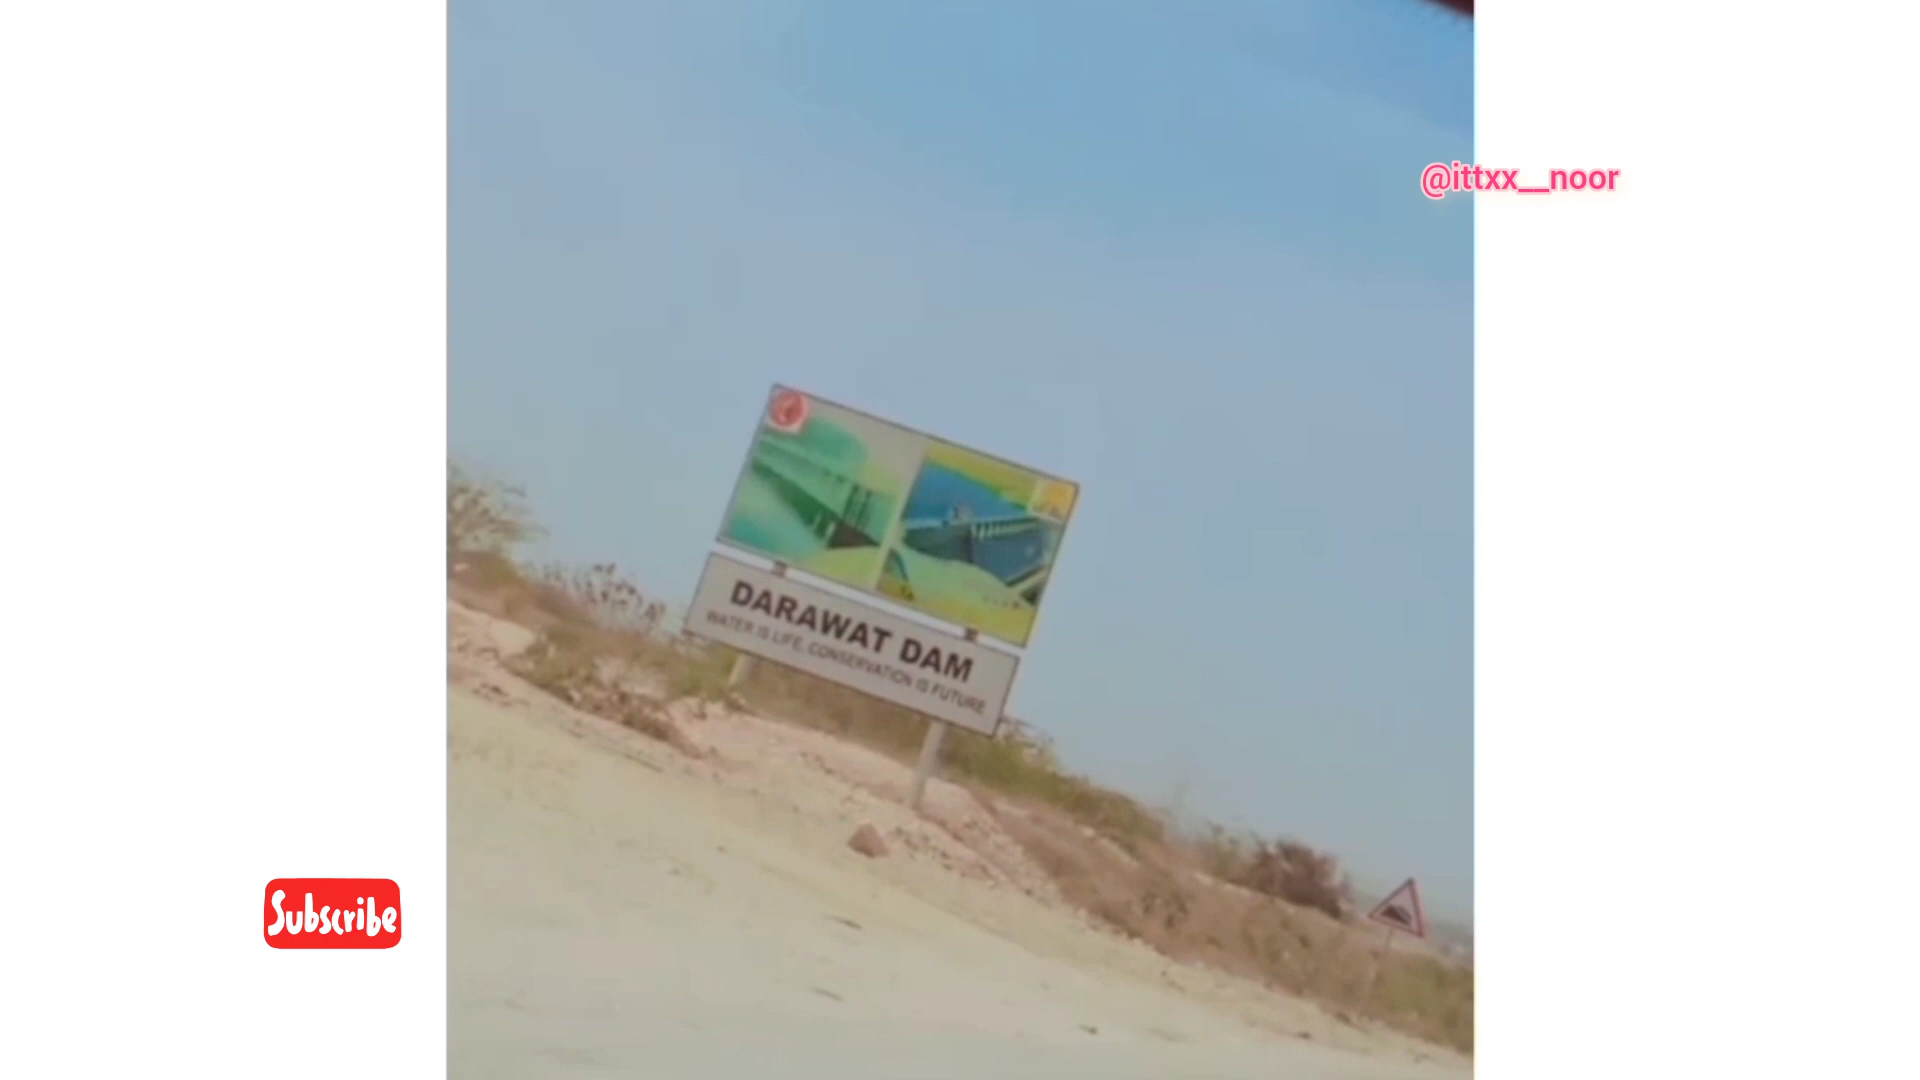 @ittxx__noor
DARAWAT DAM
WATER IS LIFE, CONSERVATION IS FUTURE
Subscribe